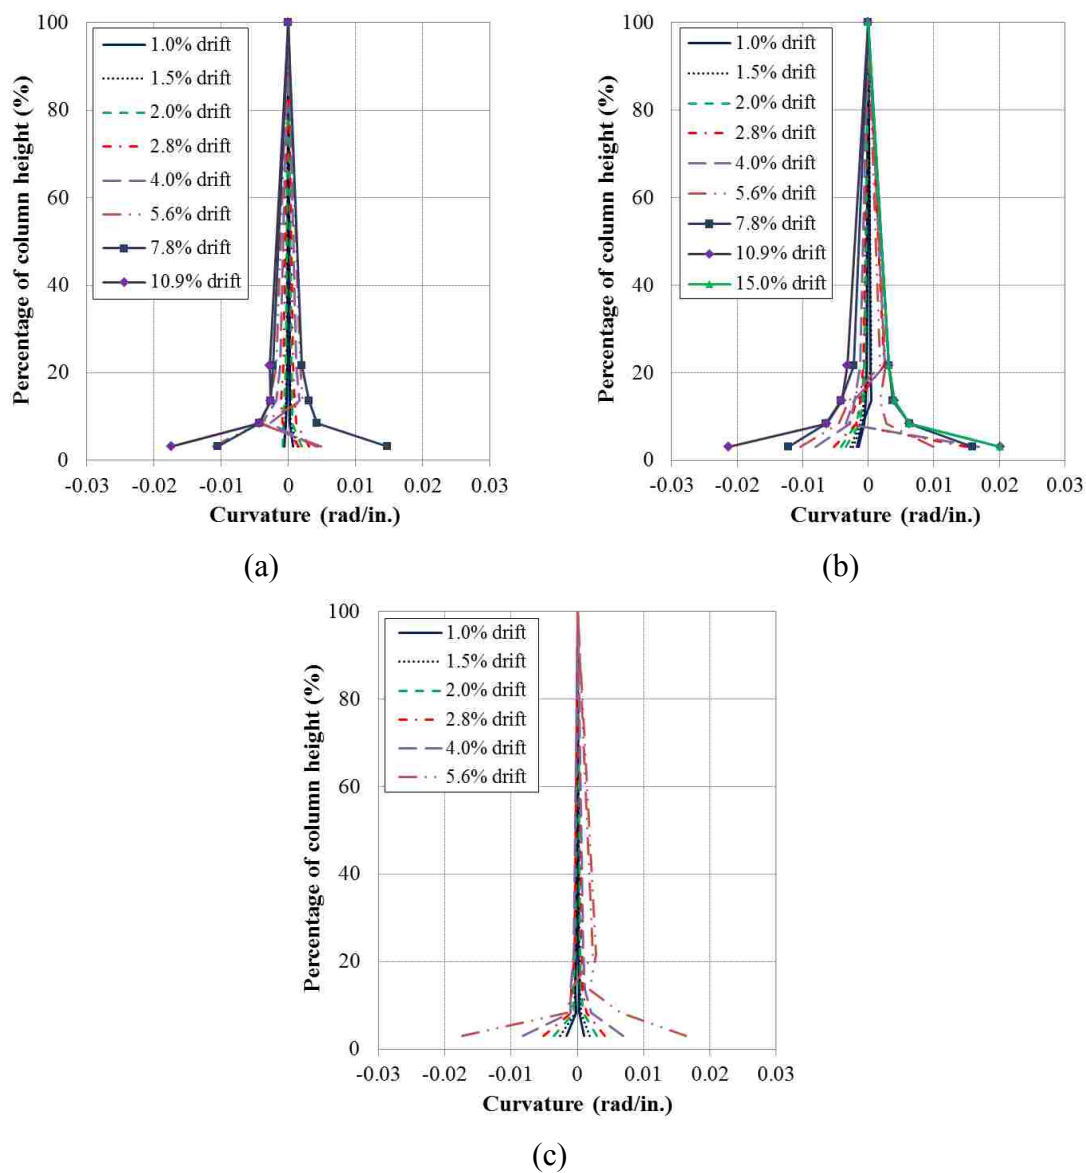 100
80
60
40
20
0
Percentage of column height (%)
1.0% drift
1.5% drift
2.0% drift
2.8% drift
4.0% drift
5.6% drift
7.8% drift
10.9% drift
-0.03 -0.02 -0.01 0 0.01 0.02 0.03
Curvature (rad/in.)
(a)
100
80
60
40
20
0
Percentage of column height (%)
1.0% drift
1.5% drift
2.0% drift
2.8% drift
4.0% drift
5.6% drift
7.8% drift
10.9% drift
15.0% drift
-0.03 -0.02 -0.01 0 0.01 0.02 0.03
Curvature (rad/in.)
(b)
100
80
60
40
20
0
Percentage of column height (%)
1.0% drift
1.5% drift
2.0% drift
2.8% drift
4.0% drift
5.6% drift
-0.03 -0.02 -0.01 0 0.01 0.02 0.03
Curvature (rad/in.)
(c)